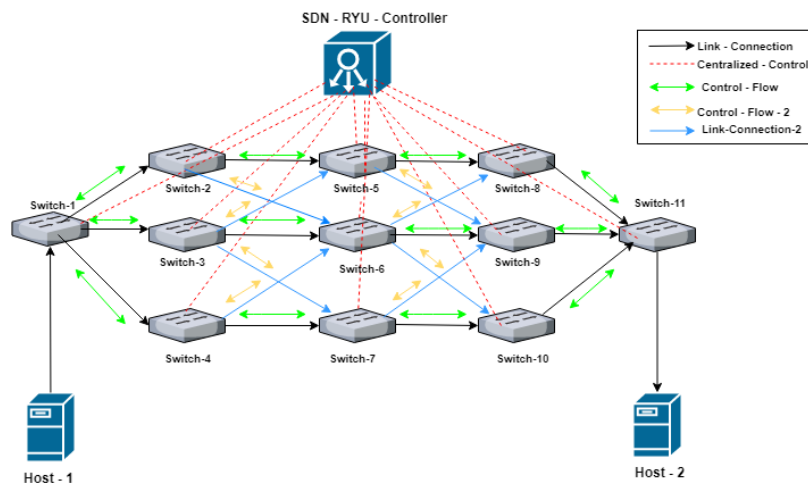 SDN - RYU - Controller
Link - Connection
Centralized - Control
Control - Flow
Control - Flow - 2
Link-Connection-2
Switch-2
Switch-5
Switch-8
Switch-1
Switch-11
Switch-3
Switch-6
Switch-9
Switch-4
Switch-7
Switch-10
Host - 1
Host - 2